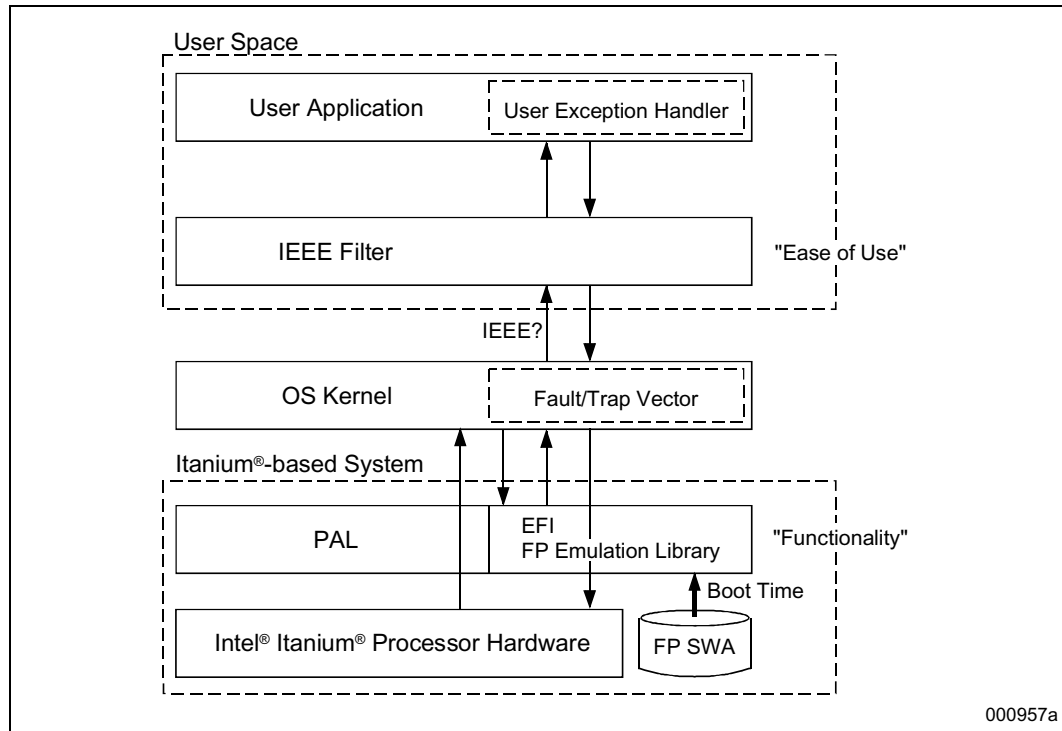 User Space
User Application
User Exception Handler
IEEE Filter
"Ease of Use"
IEEE?
OS Kernel
Fault/Trap Vector
Itanium®-based System
PAL
EFI
FP Emulation Library
"Functionality"
Boot Time
Intel® Itanium® Processor Hardware
FP SWA
000957a